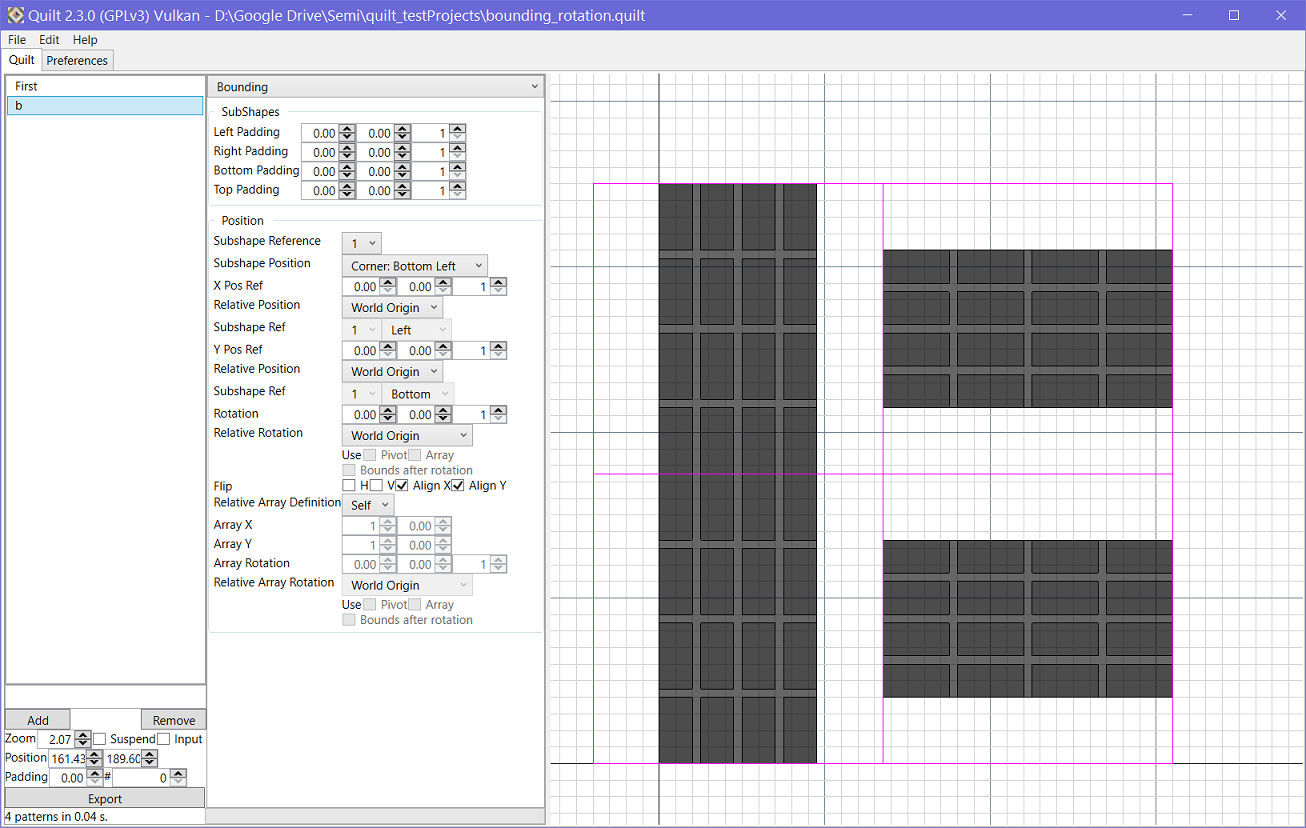 Quilt 2.3.0 (GPLv3) Vulkan - D:\Google Drive\Semi\quilt_testProjects\bounding_rotation.quilt
File Edit Help
Quilt Preferences
First
b
Bounding
SubShapes
Left Padding 0.00 0.00 1
Right Padding 0.00 0.00 1
Bottom Padding 0.00 0.00 1
Top Padding 0.00 0.00 1
Position
Subshape Reference 1
Subshape Position Corner: Bottom Left
X Pos Ref 0.00 0.00 1
Relative Position World Origin
Subshape Ref 1 Left
Y Pos Ref 0.00 0.00 1
Relative Position World Origin
Subshape Ref 1 Bottom
Rotation 0.00 0.00 1
Relative Rotation World Origin
Use Pivot Array
Bounds after rotation
Flip H V Align X Align Y
Relative Array Definition Self
Array X 1 0.00
Array Y 1 0.00
Array Rotation 0.00 0.00 1
Relative Array Rotation World Origin
Use Pivot Array
Bounds after rotation
Add Remove
Zoom 2.07 Suspend Input
Position 161.43 189.60
Padding 0.00 # 0
Export
4 patterns in 0.04 s.